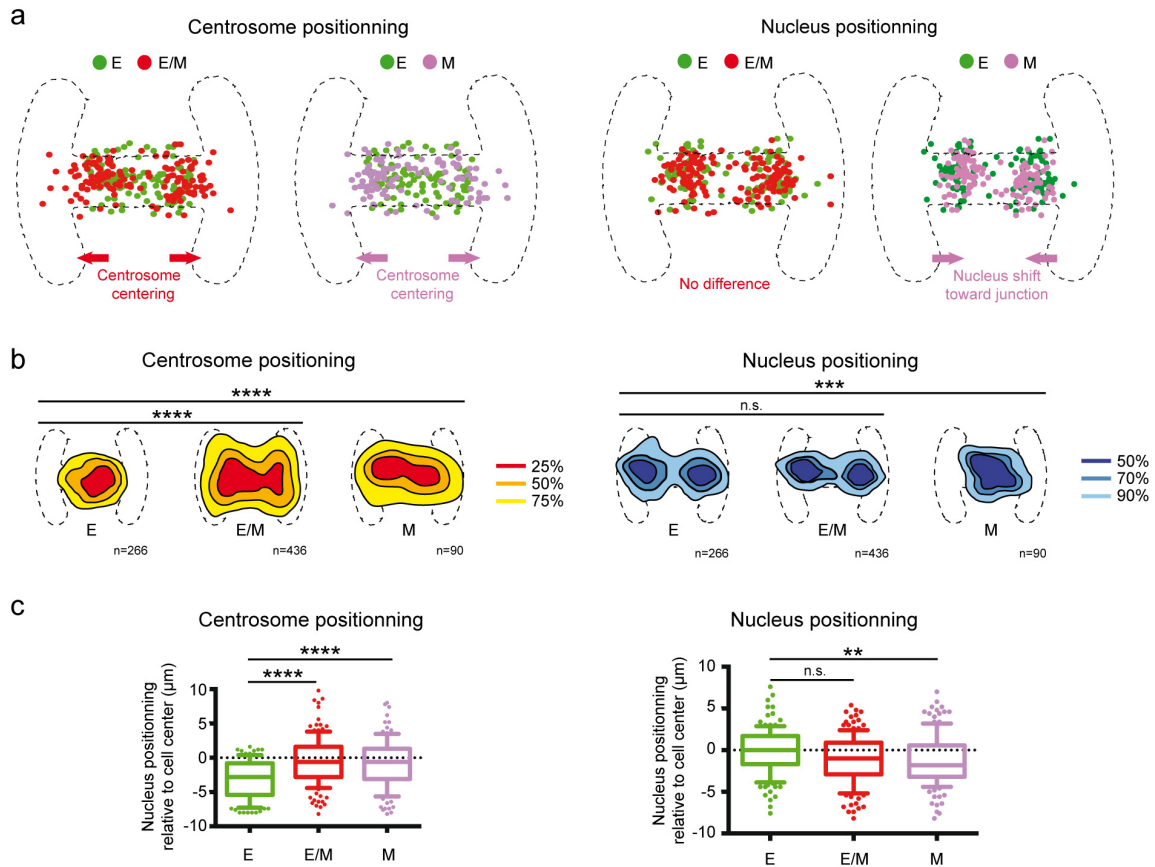 a
Centrosome positionning
Nucleus positionning
E E/M
E M
E E/M
E M
Centrosome
centering
Centrosome
centering
No difference
Nucleus shift
toward junction
b
Centrosome positioning
Nucleus positioning
****
****
***
n.s.
25%
50%
75%
50%
70%
90%
E
E/M
M
E
E/M
M
n=266
n=436
n=90
n=266
n=436
n=90
c
Centrosome positionning
Nucleus positionning
****
****
Nucleus positionning
relative to cell center (µm)
10
5
0
-5
-10
E
E/M
M
**
n.s.
Nucleus positionning
relative to cell center (µm)
10
5
0
-5
-10
E
E/M
M